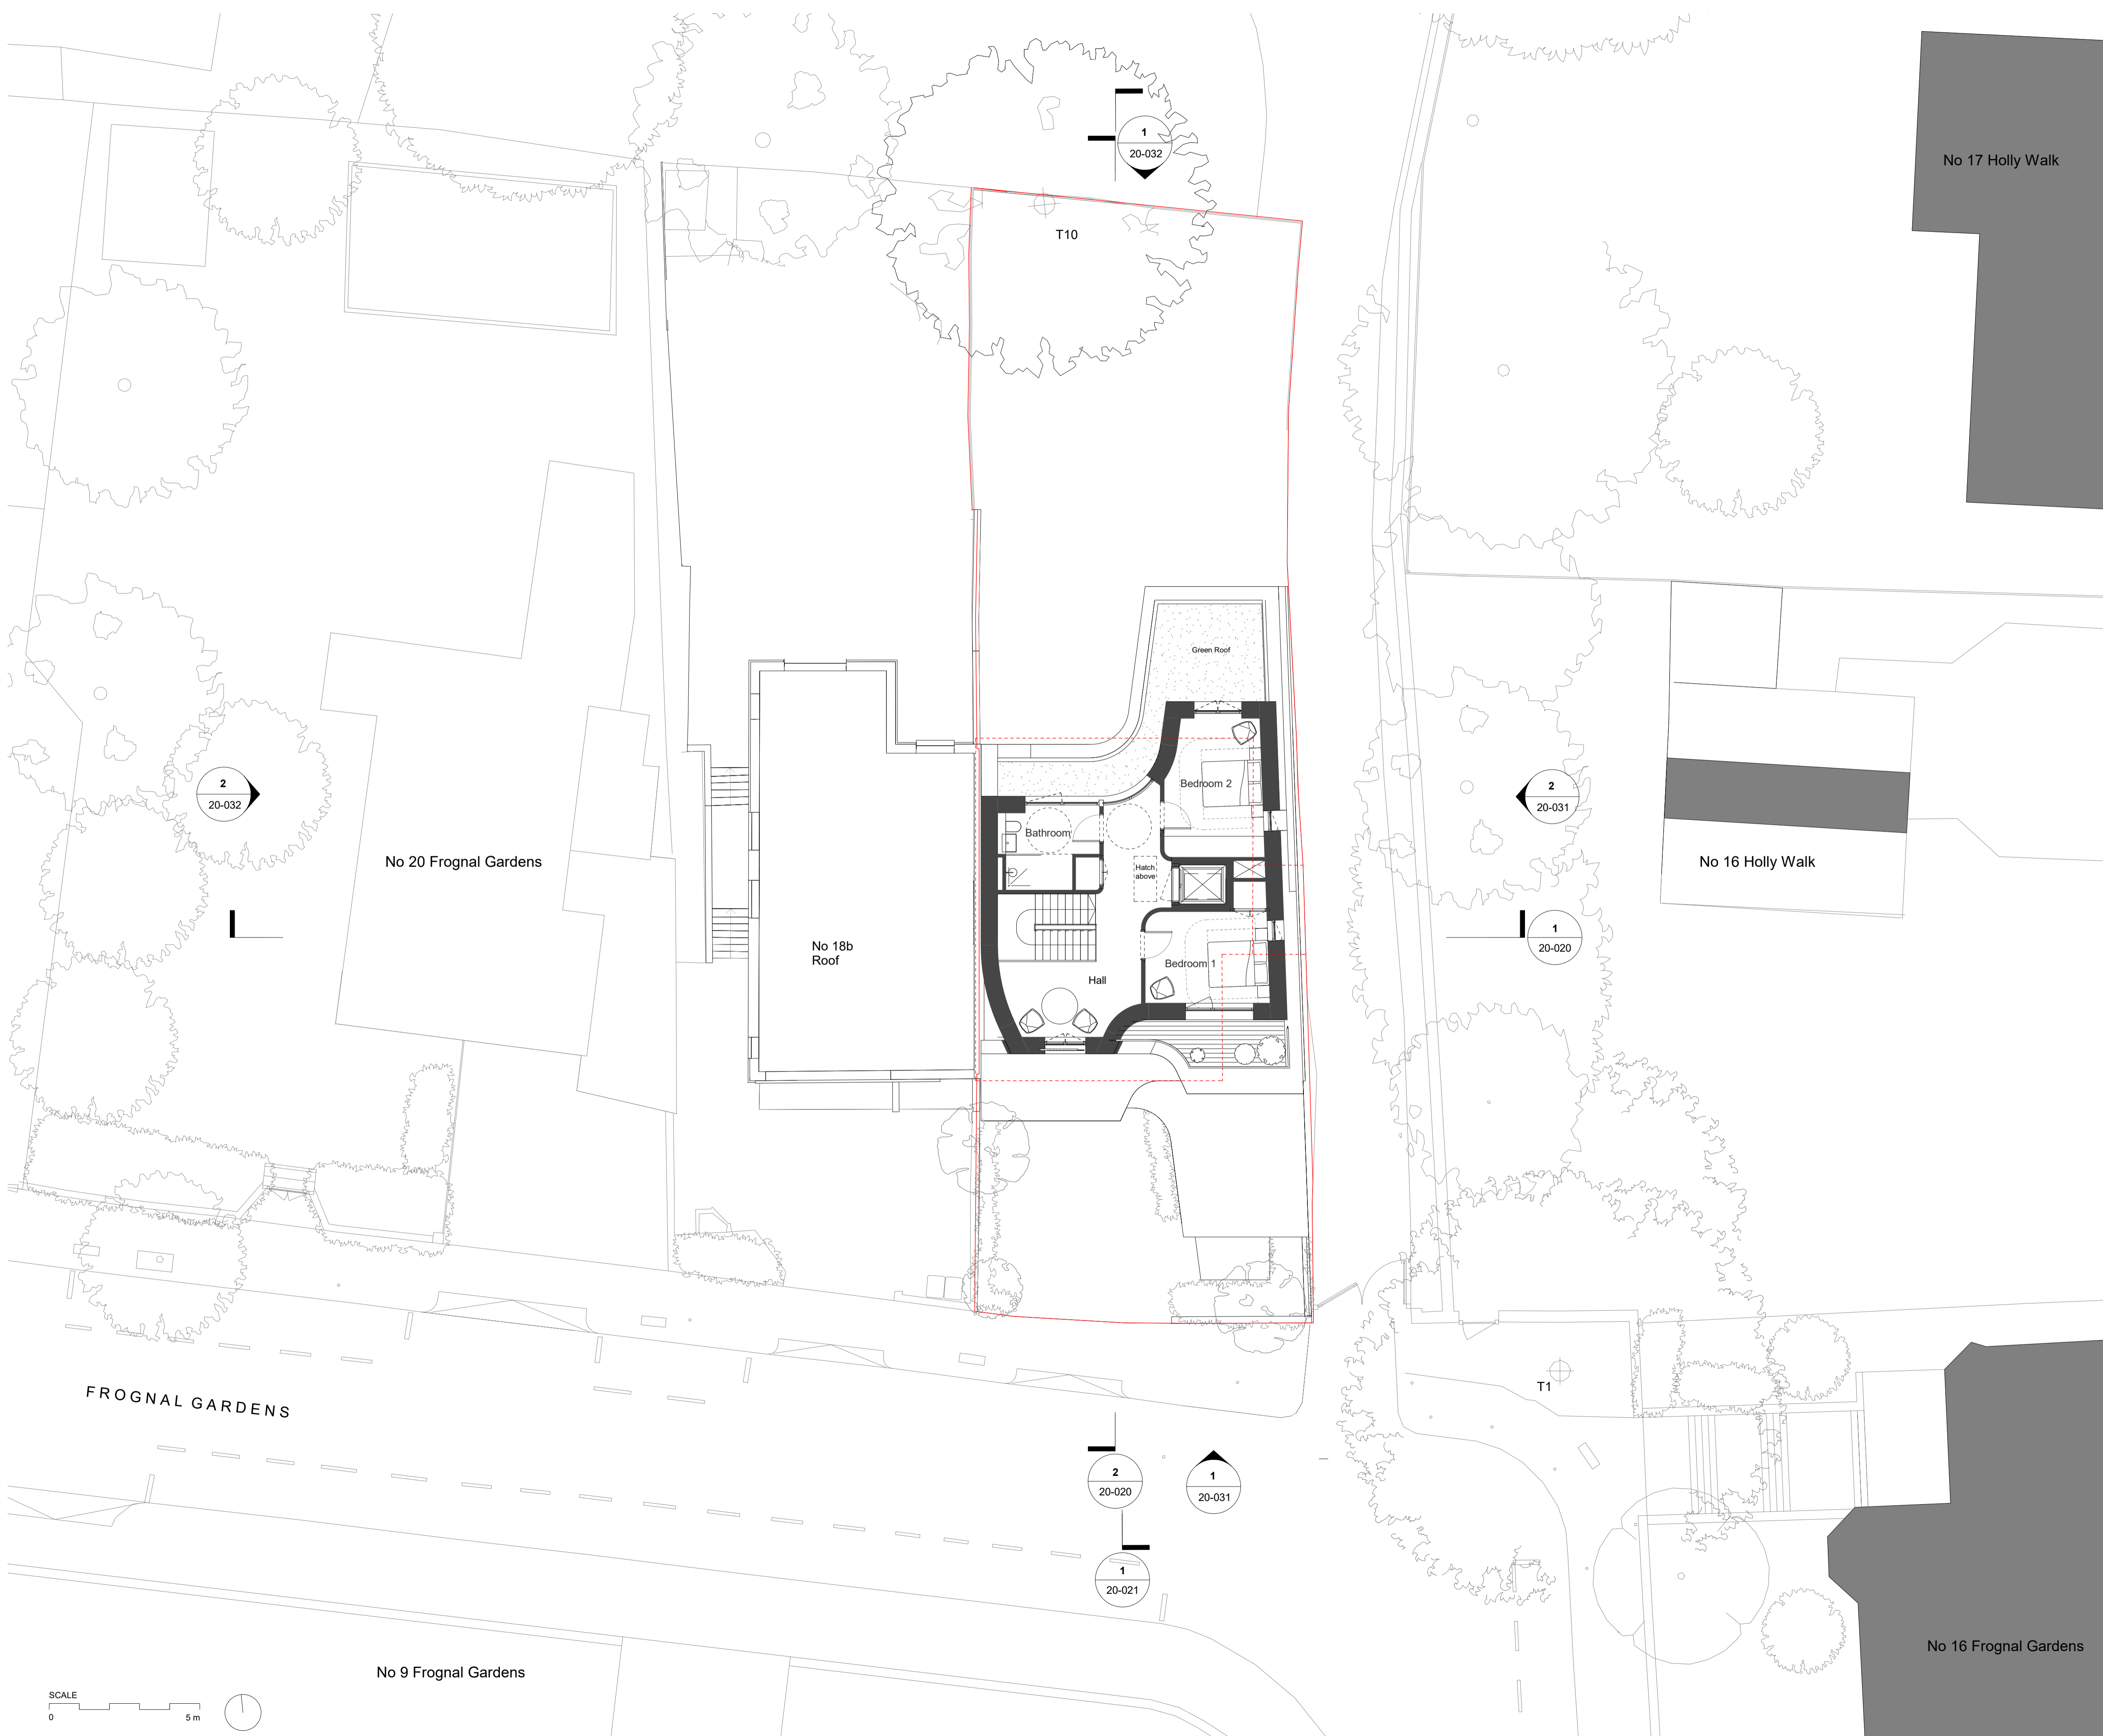 1
20-032
No 17 Holly Walk
T10
Green Roof
2
20-032
Bedroom 2
2
20-031
Bathroom
No 20 Frognal Gardens
Hatch
above
No 16 Holly Walk
1
20-020
No 18b
Roof
Bedroom 1
Hall
T1
FROGNAL GARDENS
2
20-020
1
20-031
1
20-021
No 16 Frognal Gardens
No 9 Frognal Gardens
SCALE
0
5 m